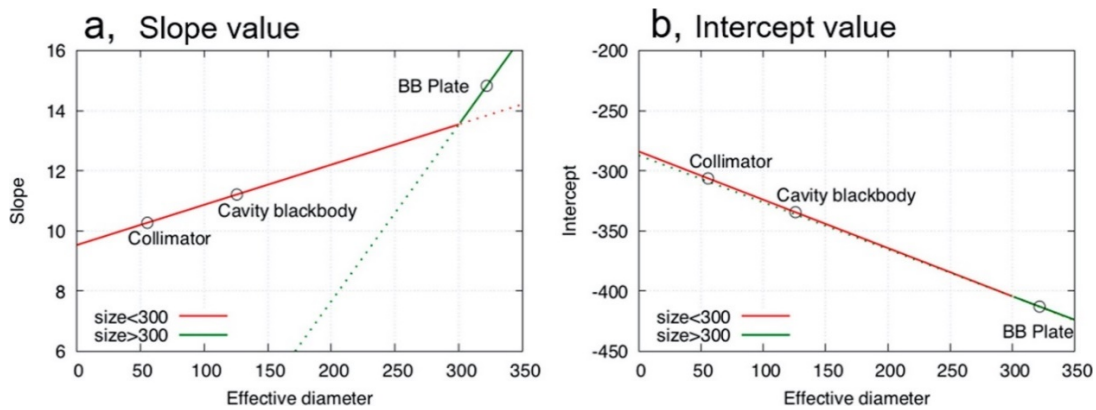 a, Slope value
16
14
12
10
8
6
Slope
BB Plate
Cavity blackbody
Collimator
size<300
size>300
0 50 100 150 200 250 300 350
Effective diameter
b, Intercept value
-200
-250
-300
-350
-400
-450
Intercept
Collimator
Cavity blackbody
BB Plate
size<300
size>300
0 50 100 150 200 250 300 350
Effective diameter